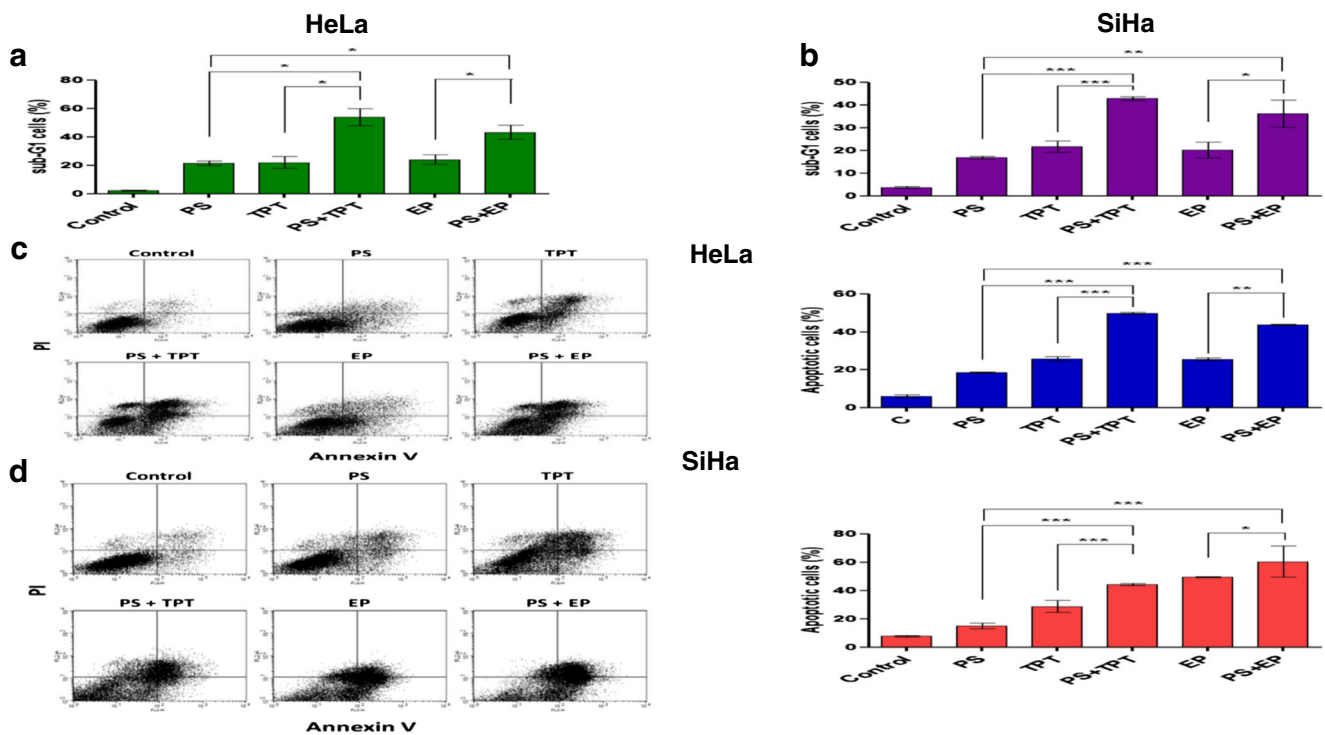 HeLa
SiHa
a
b
* 
*
*
*
sub-G1 cells (%)
80
60
40
20
0
Control
PS
TPT
PS+TPT
EP
PS+EP
**
***
***
*
sub-G1 cells (%)
50
40
30
20
10
0
Control
PS
TPT
PS+TPT
EP
PS+EP
c
HeLa
Control
PS
TPT
PS + TPT
EP
PS + EP
PI
Annexin V
***
***
***
**
Apoptotic cells (%)
60
40
20
0
C
PS
TPT
PS+TPT
EP
PS+EP
d
SiHa
Control
PS
TPT
PS + TPT
EP
PS + EP
PI
Annexin V
***
***
***
*
Apoptotic cells (%)
80
60
40
20
0
Control
PS
TPT
PS+TPT
EP
PS+EP